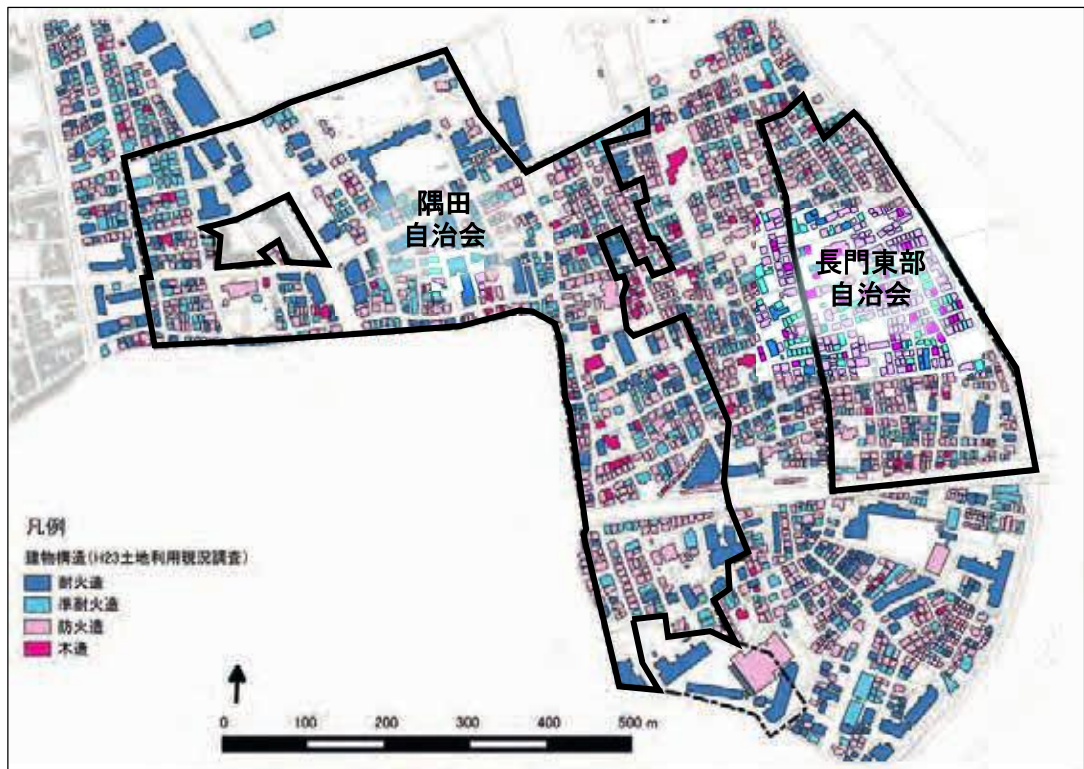 隅田
自治会
長門東部
自治会
凡例
建物構造(H23土地利用現況調査)
耐火造
準耐火造
防火造
木造
0 100 200 300 400 500 m